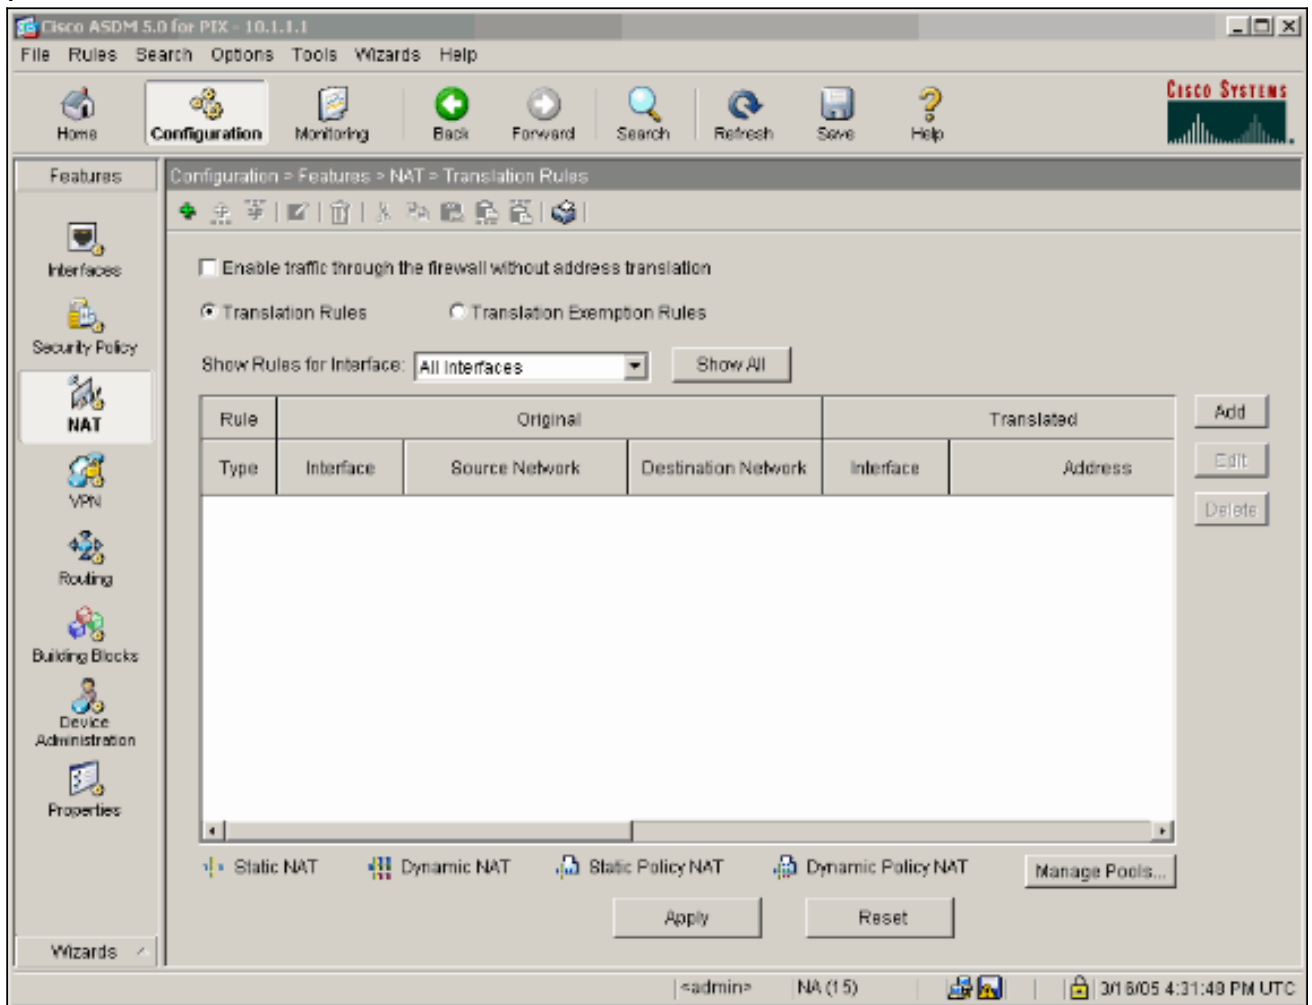 Cisco ASDM 5.0 for PIX - 10.1.1.1
File Rules Search Options Tools Wizards Help
Home Configuration Monitoring Back Forward Search Refresh Save Help
CISCO SYSTEMS
Features
Configuration > Features > NAT > Translation Rules
Interfaces
Security Policy
NAT
VPN
Routing
Building Blocks
Device
Administration
Properties
Wizards
Enable traffic through the firewall without address translation
Translation Rules Translation Exemption Rules
Show Rules for Interface: All Interfaces Show All
Rule Original Translated
Type Interface Source Network Destination Network Interface Address
Add
Edit
Delete
Static NAT Dynamic NAT Static Policy NAT Dynamic Policy NAT Manage Pools...
Apply Reset
<admin> NA (15) 3/16/05 4:31:48 PM UTC